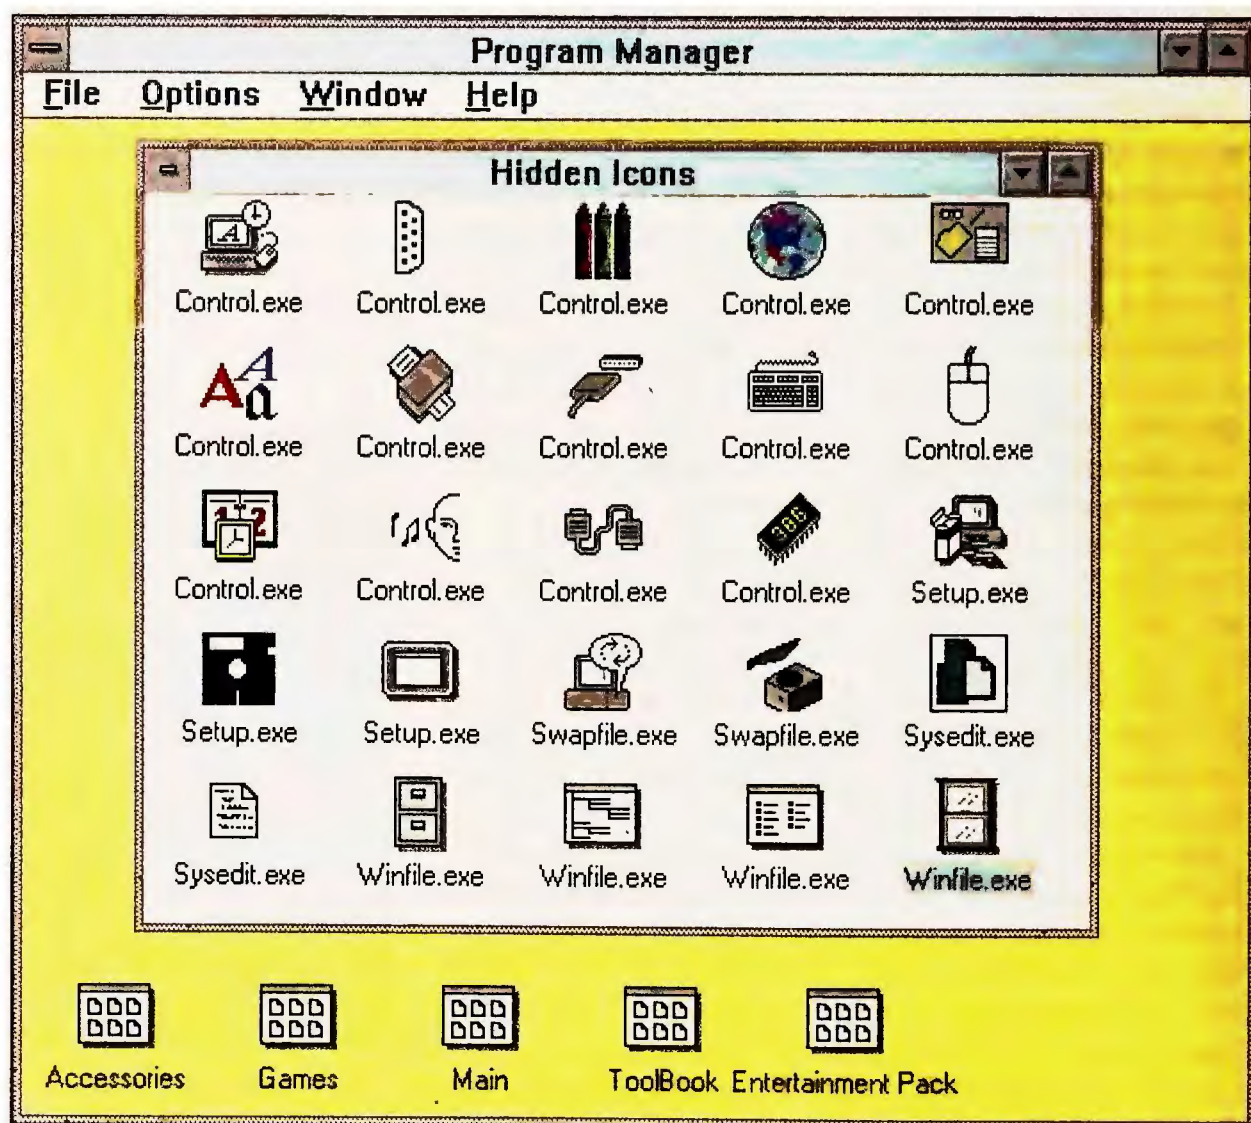 Program Manager
File Options Window Help
Hidden Icons
Control.exe Control.exe Control.exe Control.exe Control.exe
Control.exe Control.exe Control.exe Control.exe Control.exe
Control.exe Control.exe Control.exe Control.exe Setup.exe
Setup.exe Setup.exe Swapfile.exe Swapfile.exe Sysedit.exe
Sysedit.exe Winfile.exe Winfile.exe Winfile.exe Winfile.exe
Accessories Games Main ToolBook Entertainment Pack